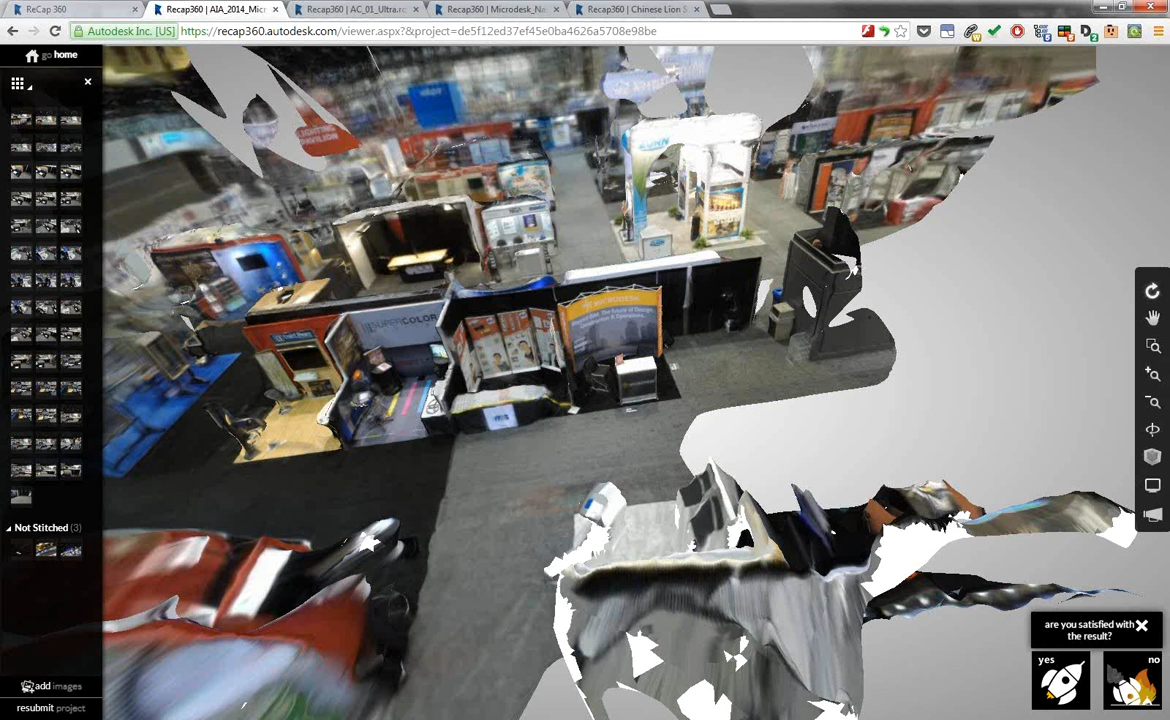 ReCap 360
Recap360 | AIA_2014_Micr
Recap360 | AC_01_Ultra.rc
Recap360 | Microdesk_Na
Recap360 | Chinese Lion S
Autodesk Inc. [US]
https://recap360.autodesk.com/viewer.aspx?&project=de5f12ed37ef45e0ba4626a5708e98be
go home
LIGHTING
PAVILION
SUPERCOLOR
MICRODESK
Not Stitched (3)
are you satisfied with
the result?
yes
no
add images
resubmit project